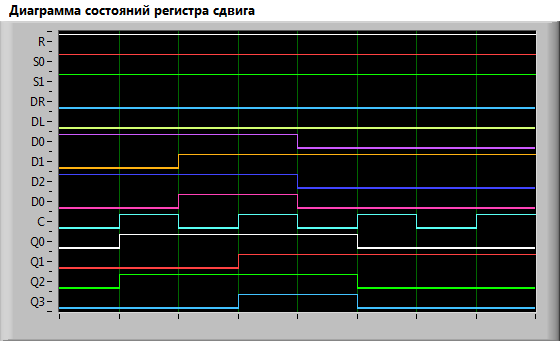 Диаграмма состояний регистра сдвига
R
S0
S1
DR
DL
D0
D1
D2
D0
C
Q0
Q1
Q2
Q3